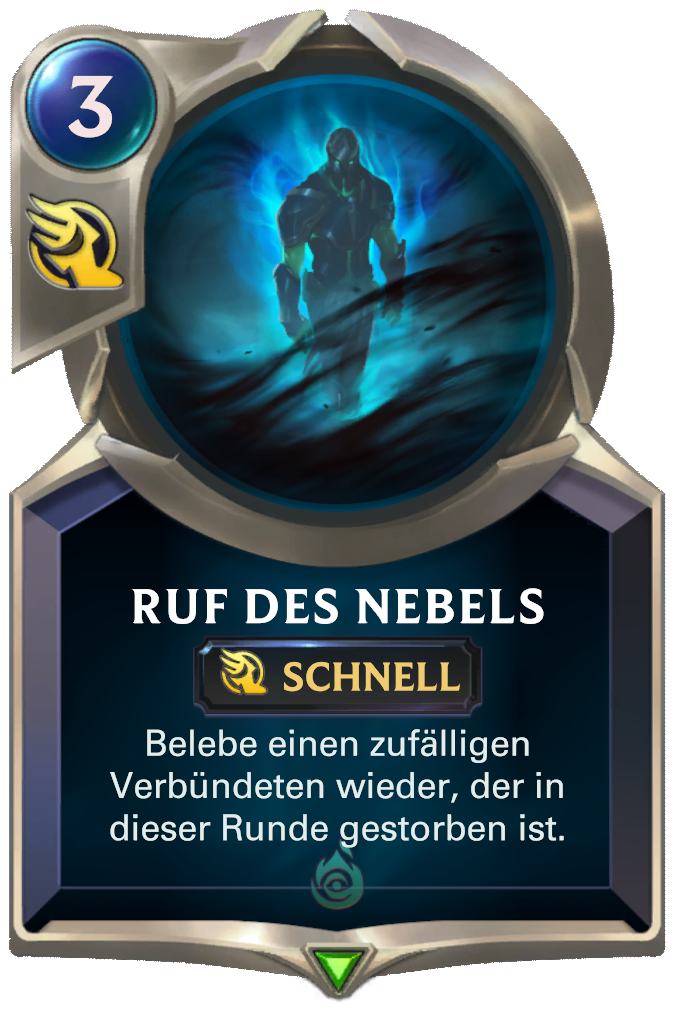 3
RUF DES NEBELS
SCHNELL
Belebe einen zufälligen
Verbündeten wieder, der in
dieser Runde gestorben ist.